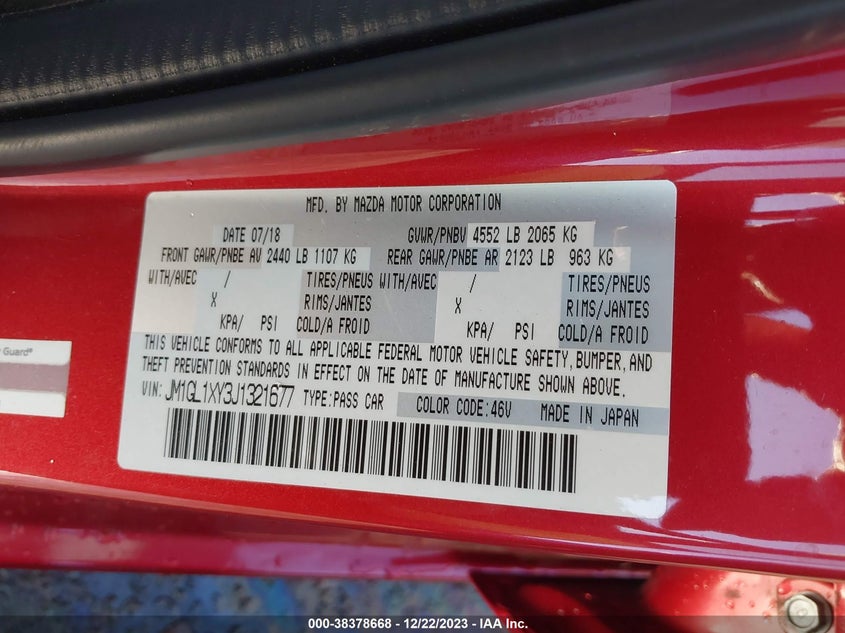 MFD. BY MAZDA MOTOR CORPORATION
DATE 07/18 GVWR/PNBV 4552 LB 2065 KG
FRONT GAWR/PNBE AV 2440 LB 1107 KG REAR GAWR/PNBE AR 2123 LB 963 KG
WITH/AVEC / TIRES/PNEUS WITH/AVEC / TIRES/PNEUS
X RIMS/JANTES X RIMS/JANTES
KPA/ PSI COLD/A FROID KPA/ PSI COLD/A FROID
THIS VEHICLE CONFORMS TO ALL APPLICABLE FEDERAL MOTOR VEHICLE SAFETY, BUMPER, AND
THEFT PREVENTION STANDARDS IN EFFECT ON THE DATE OF MANUFACTURE SHOWN ABOVE.
VIN: JM1GL1XY3J1321677 TYPE:PASS CAR COLOR CODE:46V MADE IN JAPAN
Guard®
000-38378668 - 12/22/2023 - IAA Inc.